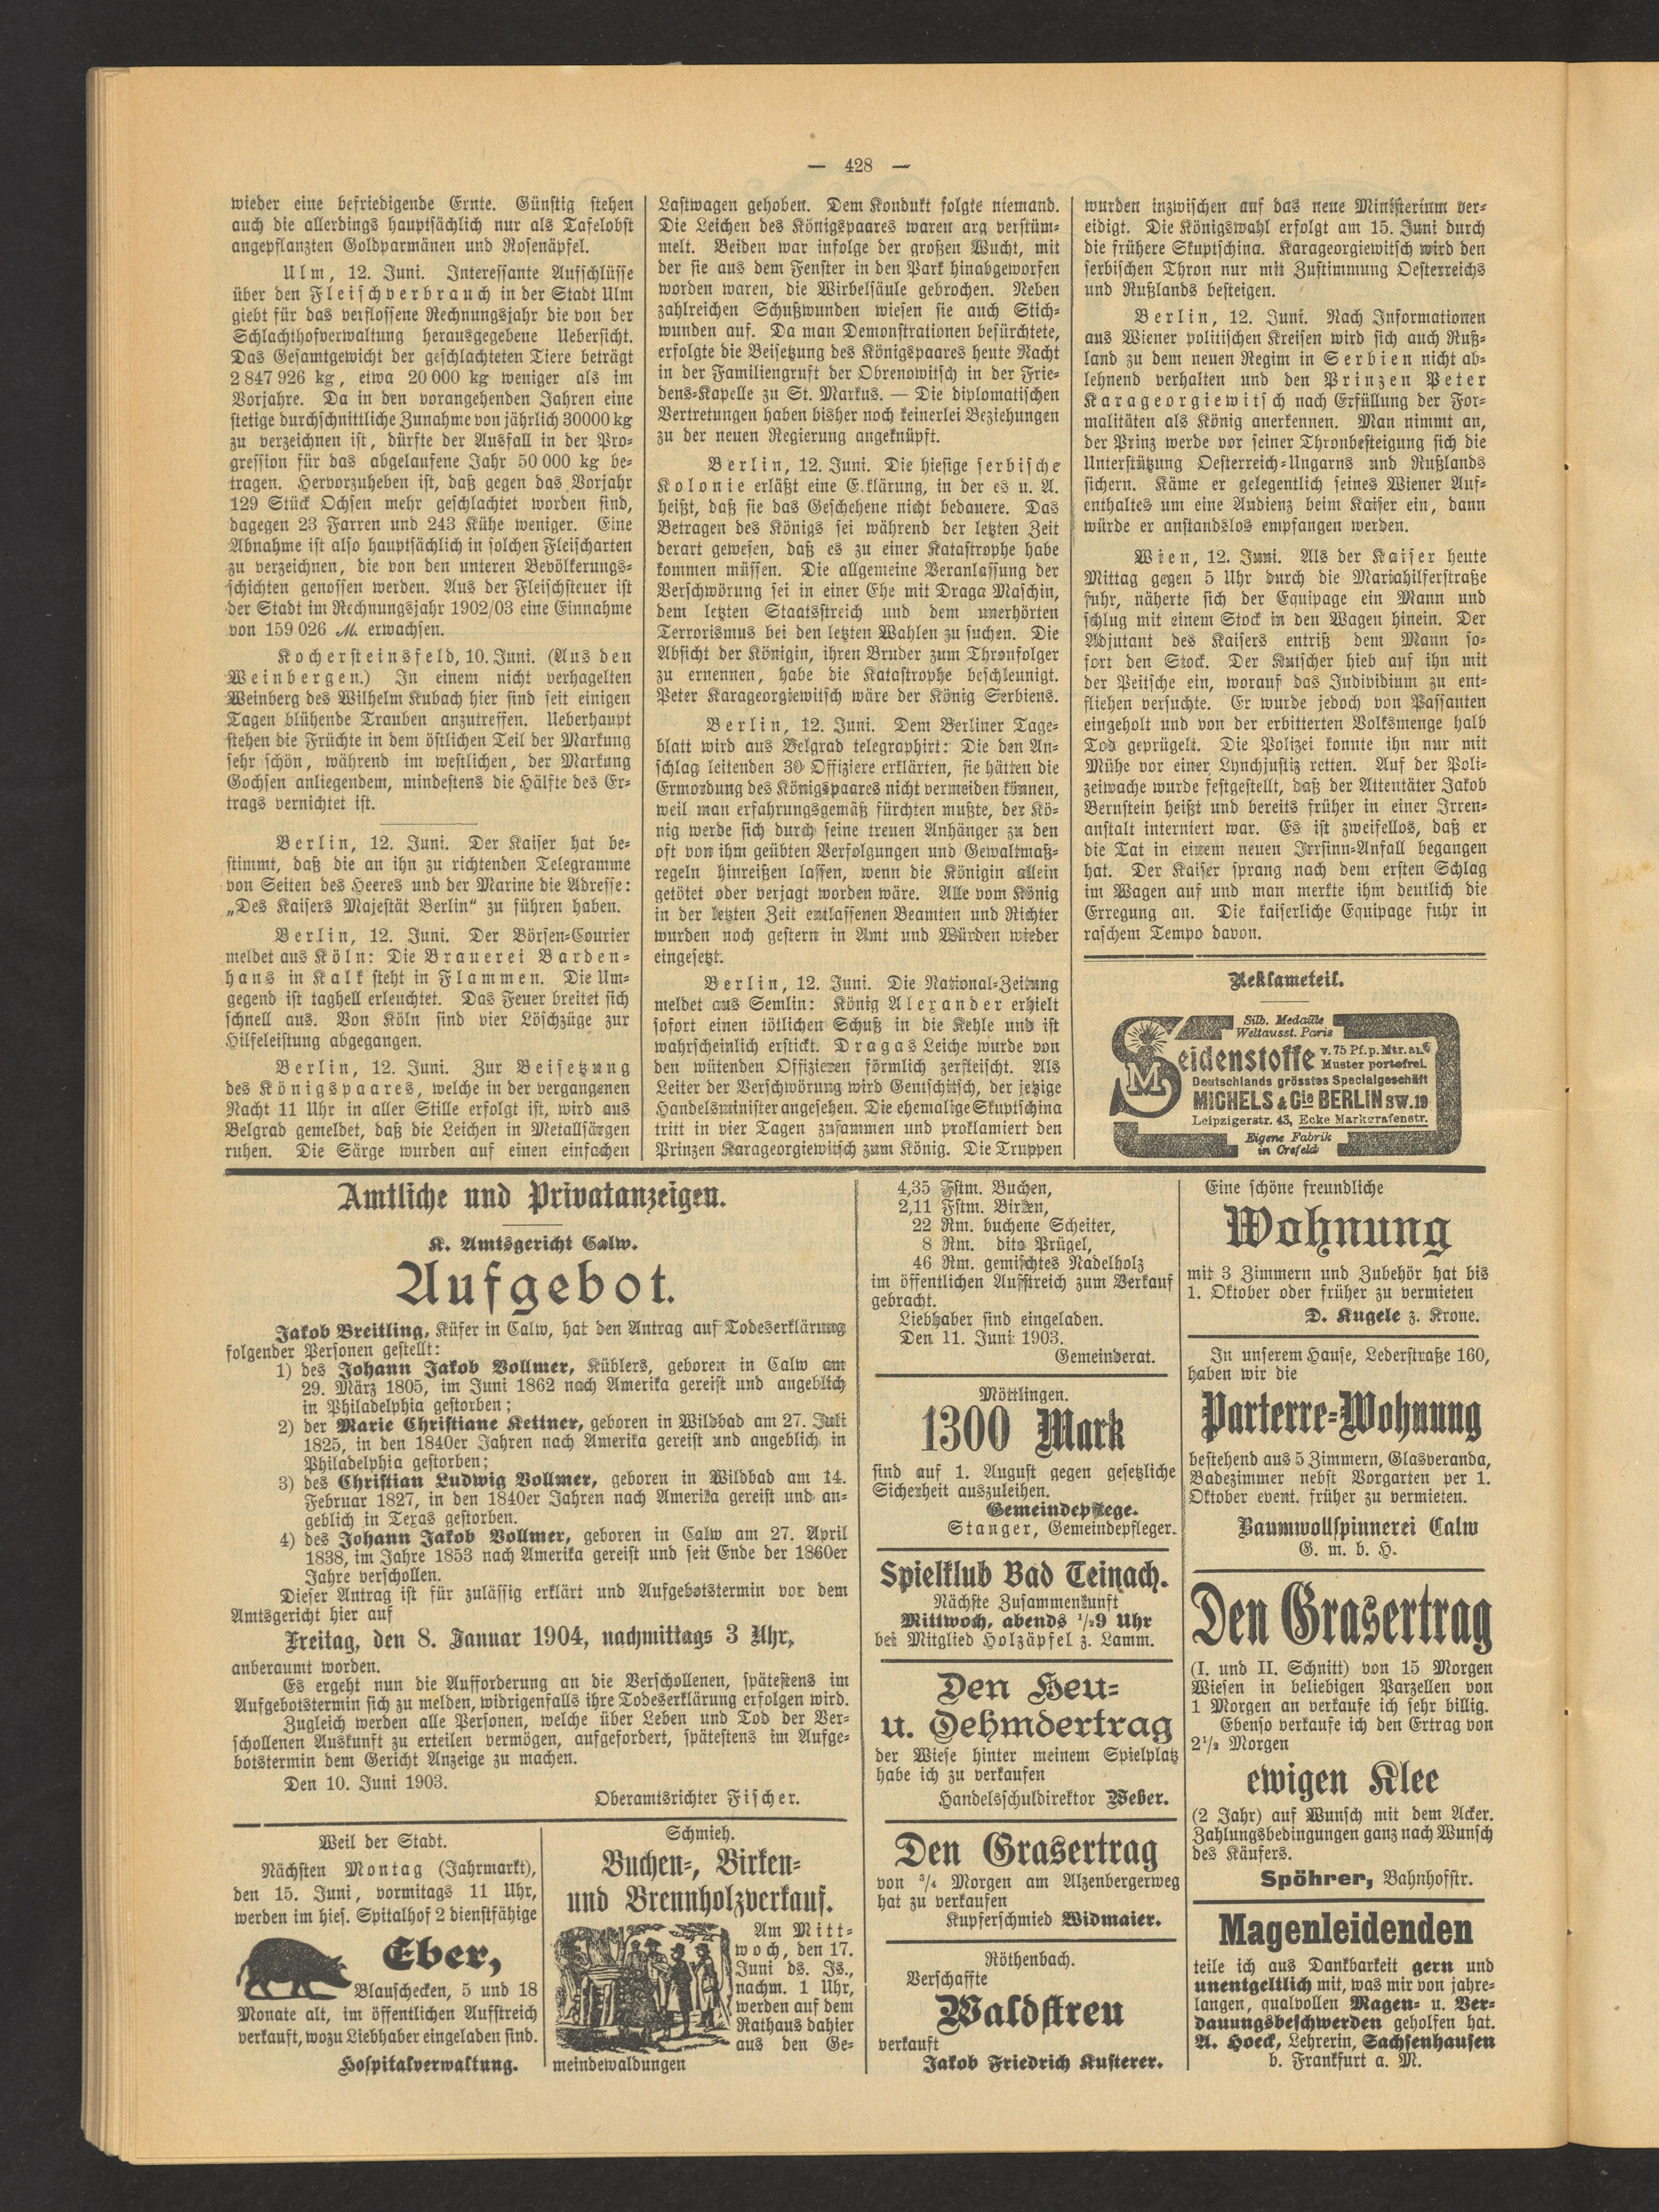 — 428 —
wieder eine befriedigende Ernte. Günstig stehen
auch die allerdings hauptsächlich nur als Tafelobst
angepflanzten Goldparmänen und Rosenäpfel.
Ulm, 12. Juni. Interessante Aufschlüsse
über den Fleischverbrauch in der Stadt Ulm
giebt für das verflossene Rechnungsjahr die von der
Schlachthofverwaltung herausgegebene Uebersicht.
Das Gesamtgewicht der geschlachteten Tiere beträgt
2 847 926 kg, etwa 20 000 kg weniger als im
Vorjahre. Da in den vorangehenden Jahren eine
stetige durchschnittliche Zunahme von jährlich 30000 kg
zu verzeichnen ist, dürfte der Ausfall in der Pro-
gression für das abgelaufene Jahr 50 000 kg be-
tragen. Hervorzuheben ist, daß gegen das Vorjahr
129 Stück Ochsen mehr geschlachtet worden sind,
dagegen 23 Farren und 243 Kühe weniger. Eine
Abnahme ist also hauptsächlich in solchen Fleischarten
zu verzeichnen, die von den unteren Bevölkerungs-
schichten genossen werden. Aus der Fleischsteuer ist
der Stadt im Rechnungsjahr 1902/03 eine Einnahme
von 159 026 M. erwachsen.
Kochersteinsfeld, 10. Juni. (Aus den
Weinbergen.) In einem nicht verhagelten
Weinberg des Wilhelm Kubach hier sind seit einigen
Tagen blühende Trauben anzutreffen. Ueberhaupt
stehen die Früchte in dem östlichen Teil der Markung
sehr schön, während im westlichen, der Markung
Gochsen anliegendem, mindestens die Hälfte des Er-
trags vernichtet ist.
Berlin, 12. Juni. Der Kaiser hat be-
stimmt, daß die an ihn zu richtenden Telegramme
von Seiten des Heeres und der Marine die Adresse:
„Des Kaisers Majestät Berlin“ zu führen haben.
Berlin, 12. Juni. Der Börsen-Courier
meldet aus Köln: Die Brauerei Barden-
hans in Kalk steht in Flammen. Die Um-
gegend ist taghell erleuchtet. Das Feuer breitet sich
schnell aus. Von Köln sind vier Löschzüge zur
Hilfeleistung abgegangen.
Berlin, 12. Juni. Zur Beisetzung
des Königspaares, welche in der vergangenen
Nacht 11 Uhr in aller Stille erfolgt ist, wird aus
Belgrad gemeldet, daß die Leichen in Metallsärgen
ruhen. Die Särge wurden auf einen einfachen
Lastwagen gehoben. Dem Kondukt folgte niemand.
Die Leichen des Königspaares waren arg verstüm-
melt. Beiden war infolge der großen Wucht, mit
der sie aus dem Fenster in den Park hinabgeworfen
worden waren, die Wirbelsäule gebrochen. Neben
zahlreichen Schußwunden wiesen sie auch Stich-
wunden auf. Da man Demonstrationen befürchtete,
erfolgte die Beisetzung des Königspaares heute Nacht
in der Familiengruft der Obrenowitsch in der Frie-
dens-Kapelle zu St. Markus. — Die diplomatischen
Vertretungen haben bisher noch keinerlei Beziehungen
zu der neuen Regierung angeknüpft.
Berlin, 12. Juni. Die hiesige serbische
Kolonie erläßt eine E.klärung, in der es u. A.
heißt, daß sie das Geschehene nicht bedauere. Das
Betragen des Königs sei während der letzten Zeit
derart gewesen, daß es zu einer Katastrophe habe
kommen müssen. Die allgemeine Veranlassung der
Verschwörung sei in einer Ehe mit Draga Maschin,
dem letzten Staatsstreich und dem unerhörten
Terrorismus bei den letzten Wahlen zu suchen. Die
Absicht der Königin, ihren Bruder zum Thronfolger
zu ernennen, habe die Katastrophe beschleunigt.
Peter Karageorgiewitsch wäre der König Serbiens.
Berlin, 12. Juni. Dem Berliner Tage-
blatt wird aus Belgrad telegraphirt: Die den An-
schlag leitenden 30 Offiziere erklärten, sie hätten die
Ermordung des Königspaares nicht vermeiden können,
weil man erfahrungsgemäß fürchten mußte, der Kö-
nig werde sich durch seine treuen Anhänger zu den
oft von ihm geübten Verfolgungen und Gewaltmaß-
regeln hinreißen lassen, wenn die Königin allein
getötet oder verjagt worden wäre. Alle vom König
in der letzten Zeit entlassenen Beamten und Richter
wurden noch gestern in Amt und Würden wieder
eingesetzt.
Berlin, 12. Juni. Die National-Zeitung
meldet aus Semlin: König Alexander erhielt
sofort einen tötlichen Schuß in die Kehle und ist
wahrscheinlich erstickt. Dragas Leiche wurde von
den wütenden Offizieren förmlich zerfleischt. Als
Leiter der Verschwörung wird Gentschitsch, der jetzige
Handelsminister angesehen. Die ehemalige Skuptschina
tritt in vier Tagen zusammen und proklamiert den
Prinzen Karageorgiewitsch zum König. Die Truppen
wurden inzwischen auf das neue Ministerium ver-
eidigt. Die Königswahl erfolgt am 15. Juni durch
die frühere Skuptschina. Karageorgiewitsch wird den
serbischen Thron nur mit Zustimmung Oesterreichs
und Rußlands besteigen.
Berlin, 12. Juni. Nach Informationen
aus Wiener politischen Kreisen wird sich auch Ruß-
land zu dem neuen Regim in Serbien nicht ab-
lehnend verhalten und den Prinzen Peter
Karageorgiewitsch nach Erfüllung der For-
malitäten als König anerkennen. Man nimmt an,
der Prinz werde vor seiner Thronbesteigung sich die
Unterstützung Oesterreich-Ungarns und Rußlands
sichern. Käme er gelegentlich seines Wiener Auf-
enthaltes um eine Audienz beim Kaiser ein, dann
würde er anstandslos empfangen werden.
Wien, 12. Juni. Als der Kaiser heute
Mittag gegen 5 Uhr durch die Mariahilferstraße
fuhr, näherte sich der Equipage ein Mann und
schlug mit einem Stock in den Wagen hinein. Der
Adjutant des Kaisers entriß dem Mann so-
fort den Stock. Der Kutscher hieb auf ihn mit
der Peitsche ein, worauf das Individium zu ent-
fliehen versuchte. Er wurde jedoch von Passanten
eingeholt und von der erbitterten Volksmenge halb
Tod geprügelt. Die Polizei konnte ihn nur mit
Mühe vor einer Lynchjustiz retten. Auf der Poli-
zeiwache wurde festgestellt, daß der Attentäter Jakob
Bernstein heißt und bereits früher in einer Irren-
anstalt interniert war. Es ist zweifellos, daß er
die Tat in einem neuen Irrsinn-Anfall begangen
hat. Der Kaiser sprang nach dem ersten Schlag
im Wagen auf und man merkte ihm deutlich die
Erregung an. Die kaiserliche Equipage fuhr in
raschem Tempo davon.
Reklameteil.
Silb. Medaille
Weltausst. Paris
Seidenstoffe v. 75 Pf. p. Mtr. an.
Muster portofrei.
M
Deutschlands grösstes Specialgeschäft
MICHELS & Cie BERLIN SW. 19
Leipzigerstr. 43, Ecke Markgrafenstr.
Eigene Fabrik
in Crefeld
Amtliche und Privatanzeigen.
K. Amtsgericht Calw.
Aufgebot.
Jakob Breitling, Küfer in Calw, hat den Antrag auf Todeserklärung
folgender Personen gestellt:
1) des Johann Jakob Vollmer, Küblers, geboren in Calw am
29. März 1805, im Juni 1862 nach Amerika gereist und angeblich
in Philadelphia gestorben;
2) der Marie Christiane Kettner, geboren in Wildbad am 27. Juli
1825, in den 1840er Jahren nach Amerika gereist und angeblich in
Philadelphia gestorben;
3) des Christian Ludwig Vollmer, geboren in Wildbad am 14.
Februar 1827, in den 1840er Jahren nach Amerika gereist und an-
geblich in Texas gestorben.
4) des Johann Jakob Vollmer, geboren in Calw am 27. April
1838, im Jahre 1853 nach Amerika gereist und seit Ende der 1860er
Jahre verschollen.
Dieser Antrag ist für zulässig erklärt und Aufgebotstermin vor dem
Amtsgericht hier auf
Freitag, den 8. Januar 1904, nachmittags 3 Uhr,
anberaumt worden.
Es ergeht nun die Aufforderung an die Verschollenen, spätestens im
Aufgebotstermin sich zu melden, widrigenfalls ihre Todeserklärung erfolgen wird.
Zugleich werden alle Personen, welche über Leben und Tod der Ver-
schollenen Auskunft zu erteilen vermögen, aufgefordert, spätestens im Aufge-
botstermin dem Gericht Anzeige zu machen.
Den 10. Juni 1903.
Oberamtsrichter Fischer.
Weil der Stadt.
Nächsten Montag (Jahrmarkt),
den 15. Juni, vormitags 11 Uhr,
werden im hies. Spitalhof 2 dienstfähige
Eber,
Blauschecken, 5 und 18
Monate alt, im öffentlichen Aufstreich
verkauft, wozu Liebhaber eingeladen sind.
Hospitalverwaltung.
Schmieh.
Buchen-, Birken-
und Brennholzverkauf.
Am Mitt-
woch, den 17.
Juni ds. Js.,
nachm. 1 Uhr,
werden auf dem
Rathaus dahier
aus den Ge-
meindewaldungen
4,35 Fstm. Buchen,
2,11 Fstm. Birken,
22 Rm. buchene Scheiter,
8 Rm. dito Prügel,
46 Rm. gemischtes Nadelholz
im öffentlichen Aufstreich zum Verkauf
gebracht.
Liebhaber sind eingeladen.
Den 11. Juni 1903.
Gemeinderat.
Möttlingen.
1300 Mark
sind auf 1. August gegen gesetzliche
Sicherheit auszuleihen.
Gemeindepflege.
Stanger, Gemeindepfleger.
Spielklub Bad Teinach.
Nächste Zusammenkunft
Mittwoch, abends 1/29 Uhr
bei Mitglied Holzäpfel z. Lamm.
Den Heu-
u. Oehmdertrag
der Wiese hinter meinem Spielplatz
habe ich zu verkaufen
Handelsschuldirektor Weber.
Den Grasertrag
von 3/4 Morgen am Alzenbergerweg
hat zu verkaufen
Kupferschmied Widmaier.
Röthenbach.
Verschaffte
Waldstreu
verkauft
Jakob Friedrich Kusterer.
Eine schöne freundliche
Wohnung
mit 3 Zimmern und Zubehör hat bis
1. Oktober oder früher zu vermieten
D. Kugele z. Krone.
In unserem Hause, Lederstraße 160,
haben wir die
Parterre-Wohnung
bestehend aus 5 Zimmern, Glasveranda,
Badezimmer nebst Vorgarten per 1.
Oktober event. früher zu vermieten.
Baumwollspinnerei Calw
G. m. b. H.
Den Grasertrag
(I. und II. Schnitt) von 15 Morgen
Wiesen in beliebigen Parzellen von
1 Morgen an verkaufe ich sehr billig.
Ebenso verkaufe ich den Ertrag von
2 1/2 Morgen
ewigen Klee
(2 Jahr) auf Wunsch mit dem Acker.
Zahlungsbedingungen ganz nach Wunsch
des Käufers.
Spöhrer, Bahnhofstr.
Magenleidenden
teile ich aus Dankbarkeit gern und
unentgeltlich mit, was mir von jahre-
langen, qualvollen Magen- u. Ver-
dauungsbeschwerden geholfen hat.
A. Hoeck, Lehrerin, Sachsenhausen
b. Frankfurt a. M.